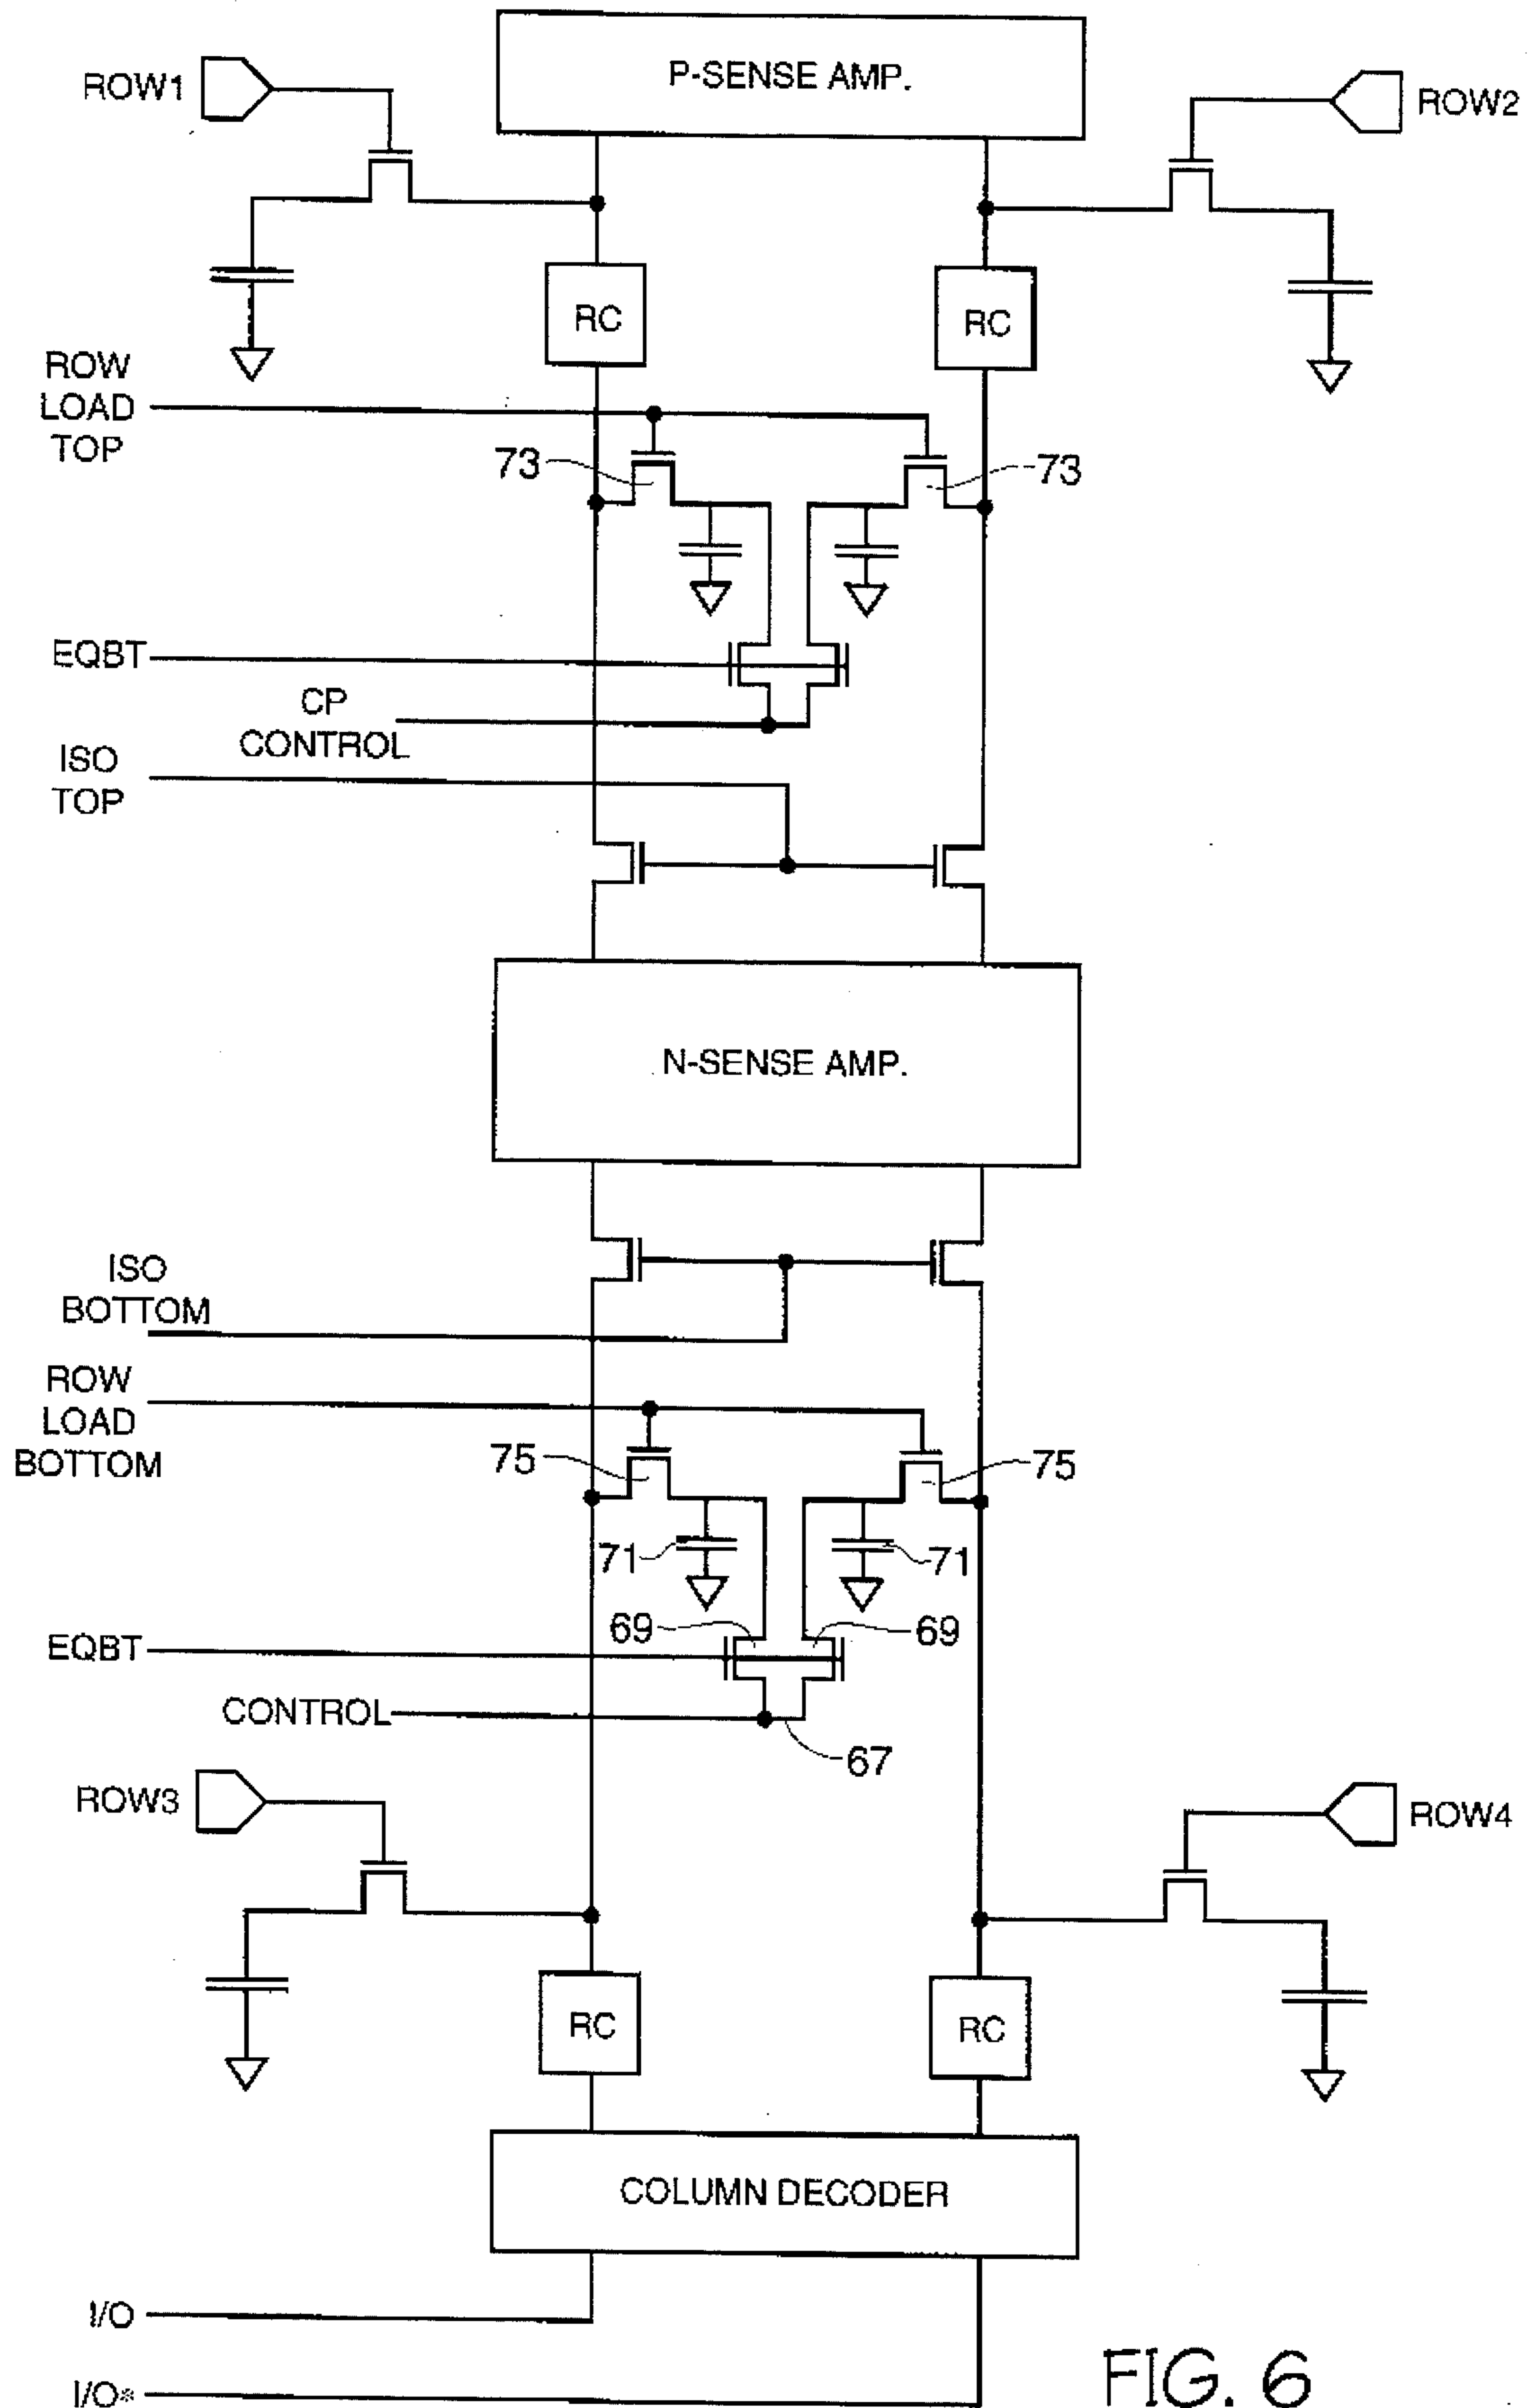 P-SENSE AMP.
ROW1
ROW2
RC
RC
ROW
LOAD
TOP
73
73
EQBT
CP
CONTROL
ISO
TOP
N-SENSE AMP.
ISO
BOTTOM
ROW
LOAD
BOTTOM
75
75
71
71
69
69
EQBT
CONTROL
67
ROW3
ROW4
RC
RC
COLUMN DECODER
I/O
I/O*
FIG. 6